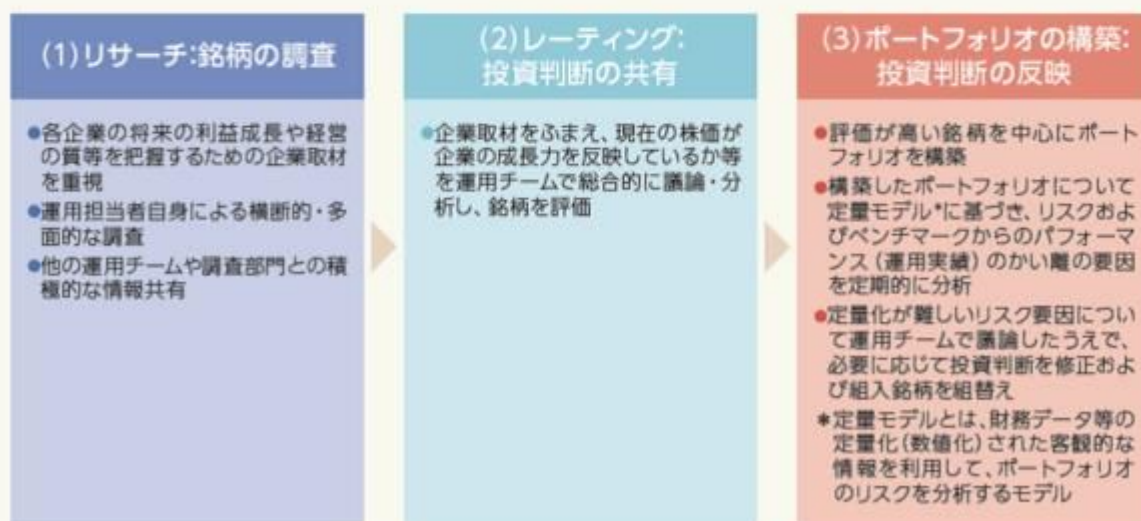 (1)リサーチ:銘柄の調査
●各企業の将来の利益成長や経営
の質等を把握するための企業取材
を重視
●運用担当者自身による横断的・多
面的な調査
●他の運用チームや調査部門との積
極的な情報共有
(2)レーティング:
投資判断の共有
●企業取材をふまえ、現在の株価が
企業の成長力を反映しているか等
を運用チームで総合的に議論・分
析し、銘柄を評価
(3)ポートフォリオの構築:
投資判断の反映
●評価が高い銘柄を中心にポート
フォリオを構築
●構築したポートフォリオについて
定量モデル*に基づき、リスクおよ
びベンチマークからのパフォーマ
ンス(運用実績)のかい離の要因
を定期的に分析
●定量化が難しいリスク要因につい
て運用チームで議論したうえで、
必要に応じて投資判断を修正およ
び組入銘柄を組替え
*定量モデルとは、財務データ等の
定量化(数値化)された客観的な
情報を利用して、ポートフォリオ
のリスクを分析するモデル